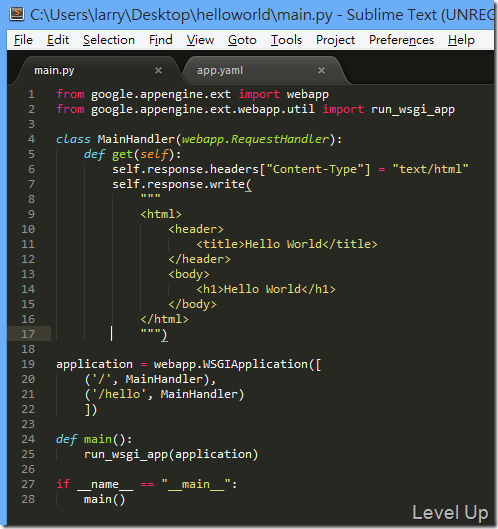 C:\Users\larry\Desktop\helloworld\main.py - Sublime Text (UNREG
File Edit Selection Find View Goto Tools Project Preferences Help
main.py × app.yaml ×
1 from google.appengine.ext import webapp
2 from google.appengine.ext.webapp.util import run_wsgi_app
3
4 class MainHandler(webapp.RequestHandler):
5     def get(self):
6         self.response.headers["Content-Type"] = "text/html"
7         self.response.write(
8             """
9             <html>
10                 <header>
11                     <title>Hello World</title>
12                 </header>
13                 <body>
14                     <h1>Hello World</h1>
15                 </body>
16             </html>
17             """)
18
19 application = webapp.WSGIApplication([
20     ('/', MainHandler),
21     ('/hello', MainHandler)
22     ])
23
24 def main():
25     run_wsgi_app(application)
26
27 if __name__ == "__main__":
28     main()
Level Up